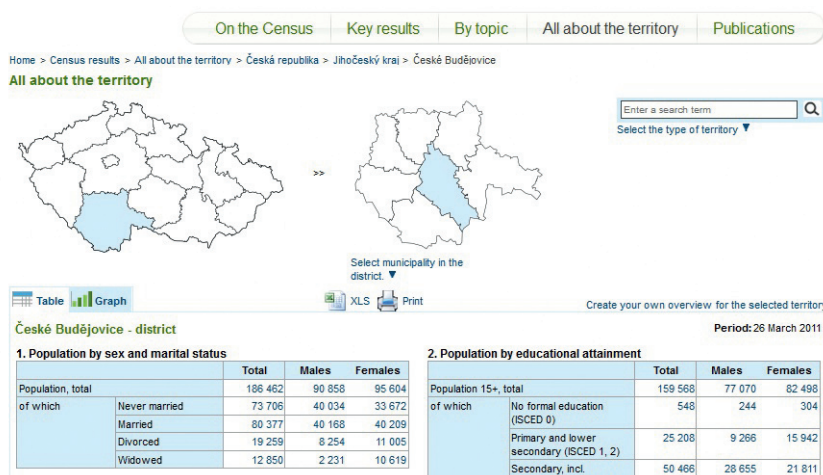 On the Census Key results By topic All about the territory Publications
Home > Census results > All about the territory > Česká republika > Jihočeský kraj > České Budějovice
All about the territory
Enter a search term
Select the type of territory ▼
>>
Select municipality in the
district. ▼
Table Graph XLS Print
Create your own overview for the selected territory
České Budějovice - district
Period: 26 March 2011
1. Population by sex and marital status
Total Males Females
Population, total 186 462 90 858 95 604
of which Never married 73 706 40 034 33 672
Married 80 377 40 168 40 209
Divorced 19 259 8 254 11 005
Widowed 12 850 2 231 10 619
2. Population by educational attainment
Total Males Females
Population 15+, total 159 568 77 070 82 498
of which No formal education 548 244 304
(ISCED 0)
Primary and lower 25 208 9 266 15 942
secondary (ISCED 1, 2)
Secondary, incl. 50 466 28 655 21 811